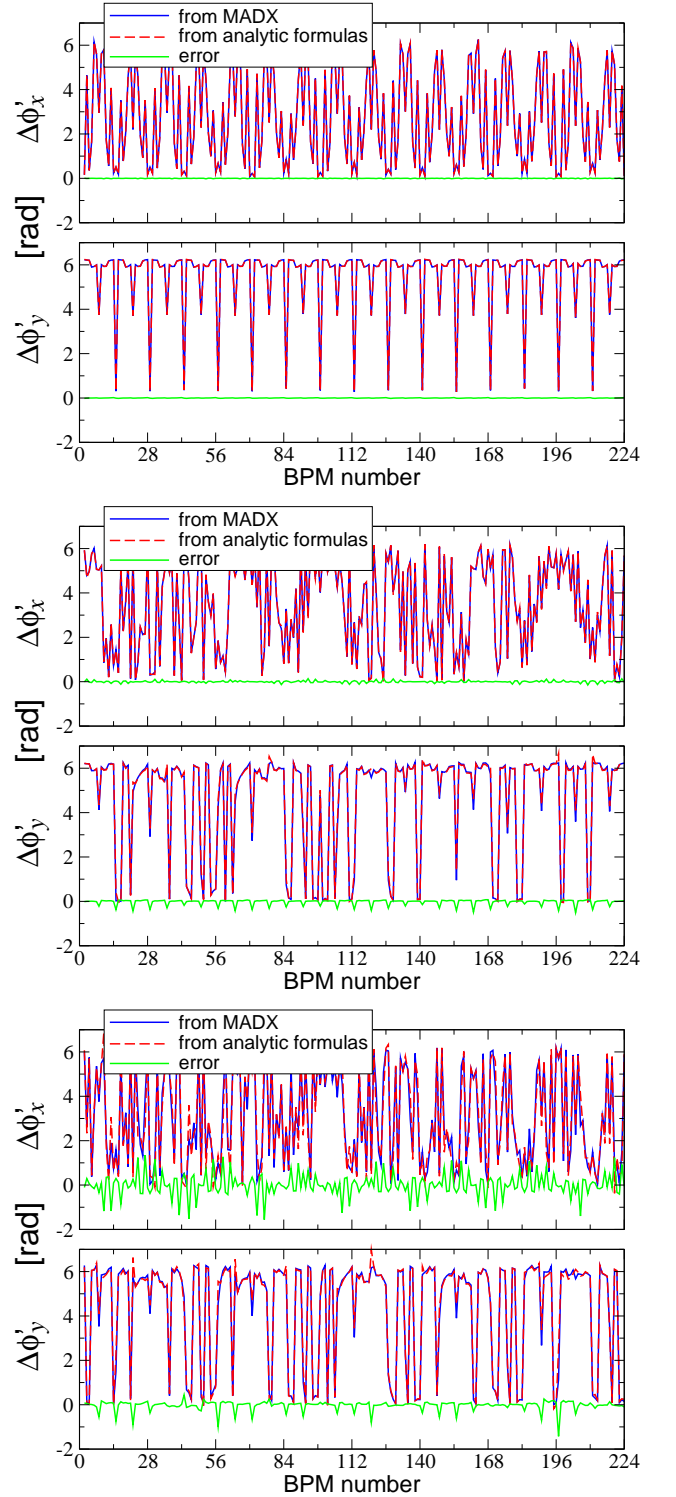 from MADX
from analytic formulas
error
6
4
2
0
-2
Δϕ'x
[rad]
6
4
2
0
-2
Δϕ'y
0 28 56 84 112 140 168 196 224
BPM number
from MADX
from analytic formulas
error
6
4
2
0
-2
Δϕ'x
[rad]
6
4
2
0
-2
Δϕ'y
0 28 56 84 112 140 168 196 224
BPM number
from MADX
from analytic formulas
error
6
4
2
0
-2
Δϕ'x
[rad]
6
4
2
0
-2
Δϕ'y
0 28 56 84 112 140 168 196 224
BPM number